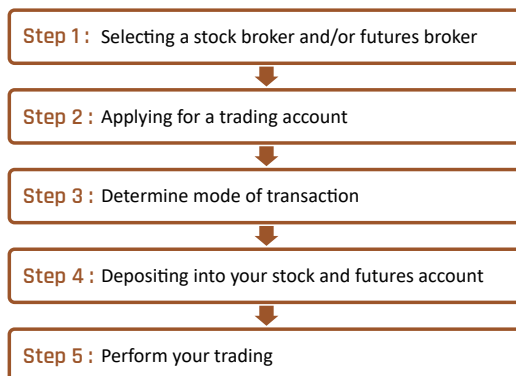 Step 1 : Selecting a stock broker and/or futures broker
Step 2 : Applying for a trading account
Step 3 : Determine mode of transaction
Step 4 : Depositing into your stock and futures account
Step 5 : Perform your trading